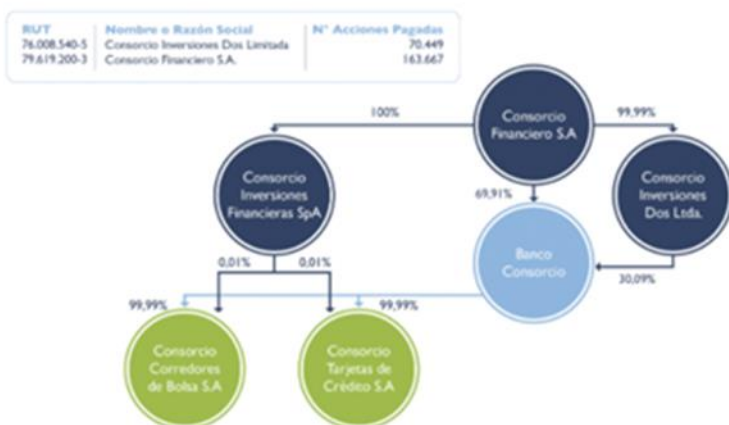 RUT Nombre o Razón Social N° Acciones Pagadas
76.008.540-5 Consorcio Inversiones Dos Limitada 70.449
79.619.200-3 Consorcio Financiero S.A. 163.667
Consorcio
Financiero S.A
100%
99,99%
Consorcio
Inversiones
Financieras SpA
69,91%
Consorcio
Inversiones
Dos Ltda.
Banco
Consorcio
30,09%
0,01%
0,01%
99,99%
99,99%
Consorcio
Corredores
de Bolsa S.A
Consorcio
Tarjetas de
Crédito S.A